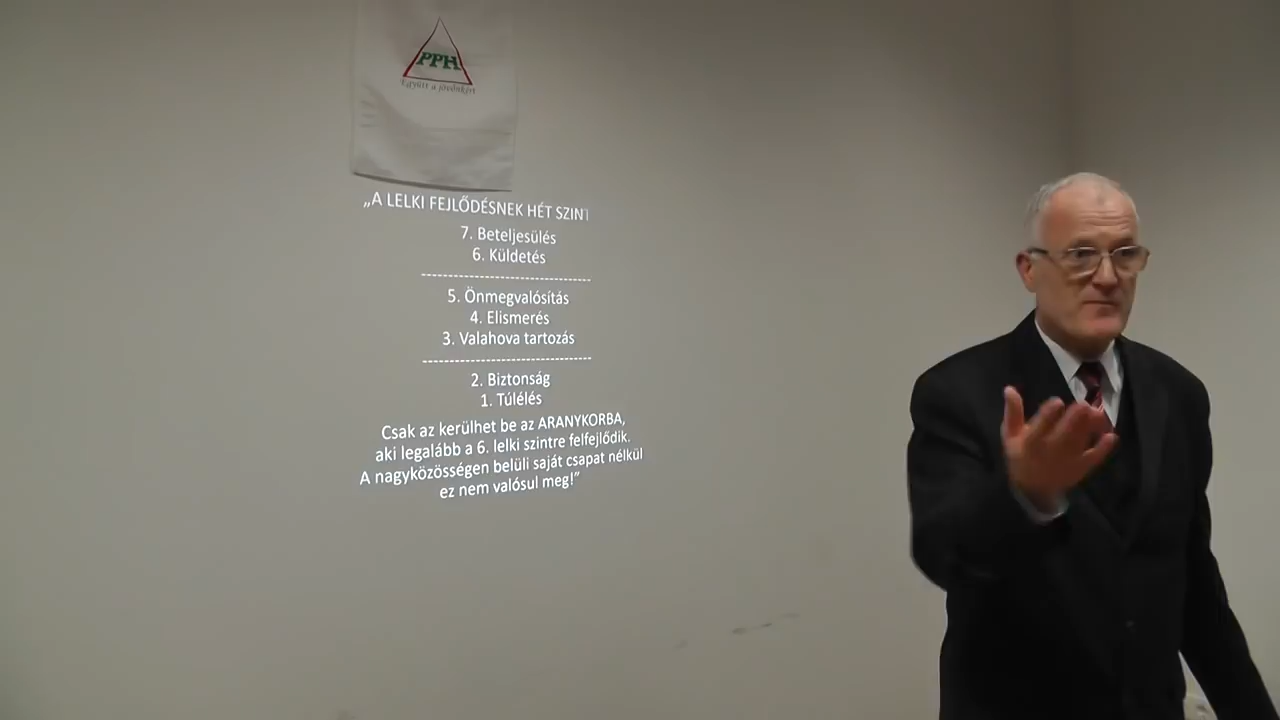 PPH
Együtt a jövőnkért
„A LELKI FEJLŐDÉSNEK HÉT SZINT
7. Beteljesülés
6. Küldetés
------------------------------
5. Önmegvalósítás
4. Elismerés
3. Valahova tartozás
------------------------------
2. Biztonság
1. Túlélés
Csak az kerülhet be az ARANYKORBA,
aki legalább a 6. lelki szintre felfejlődik.
A nagyközösségen belüli saját csapat nélkül
ez nem valósul meg!”